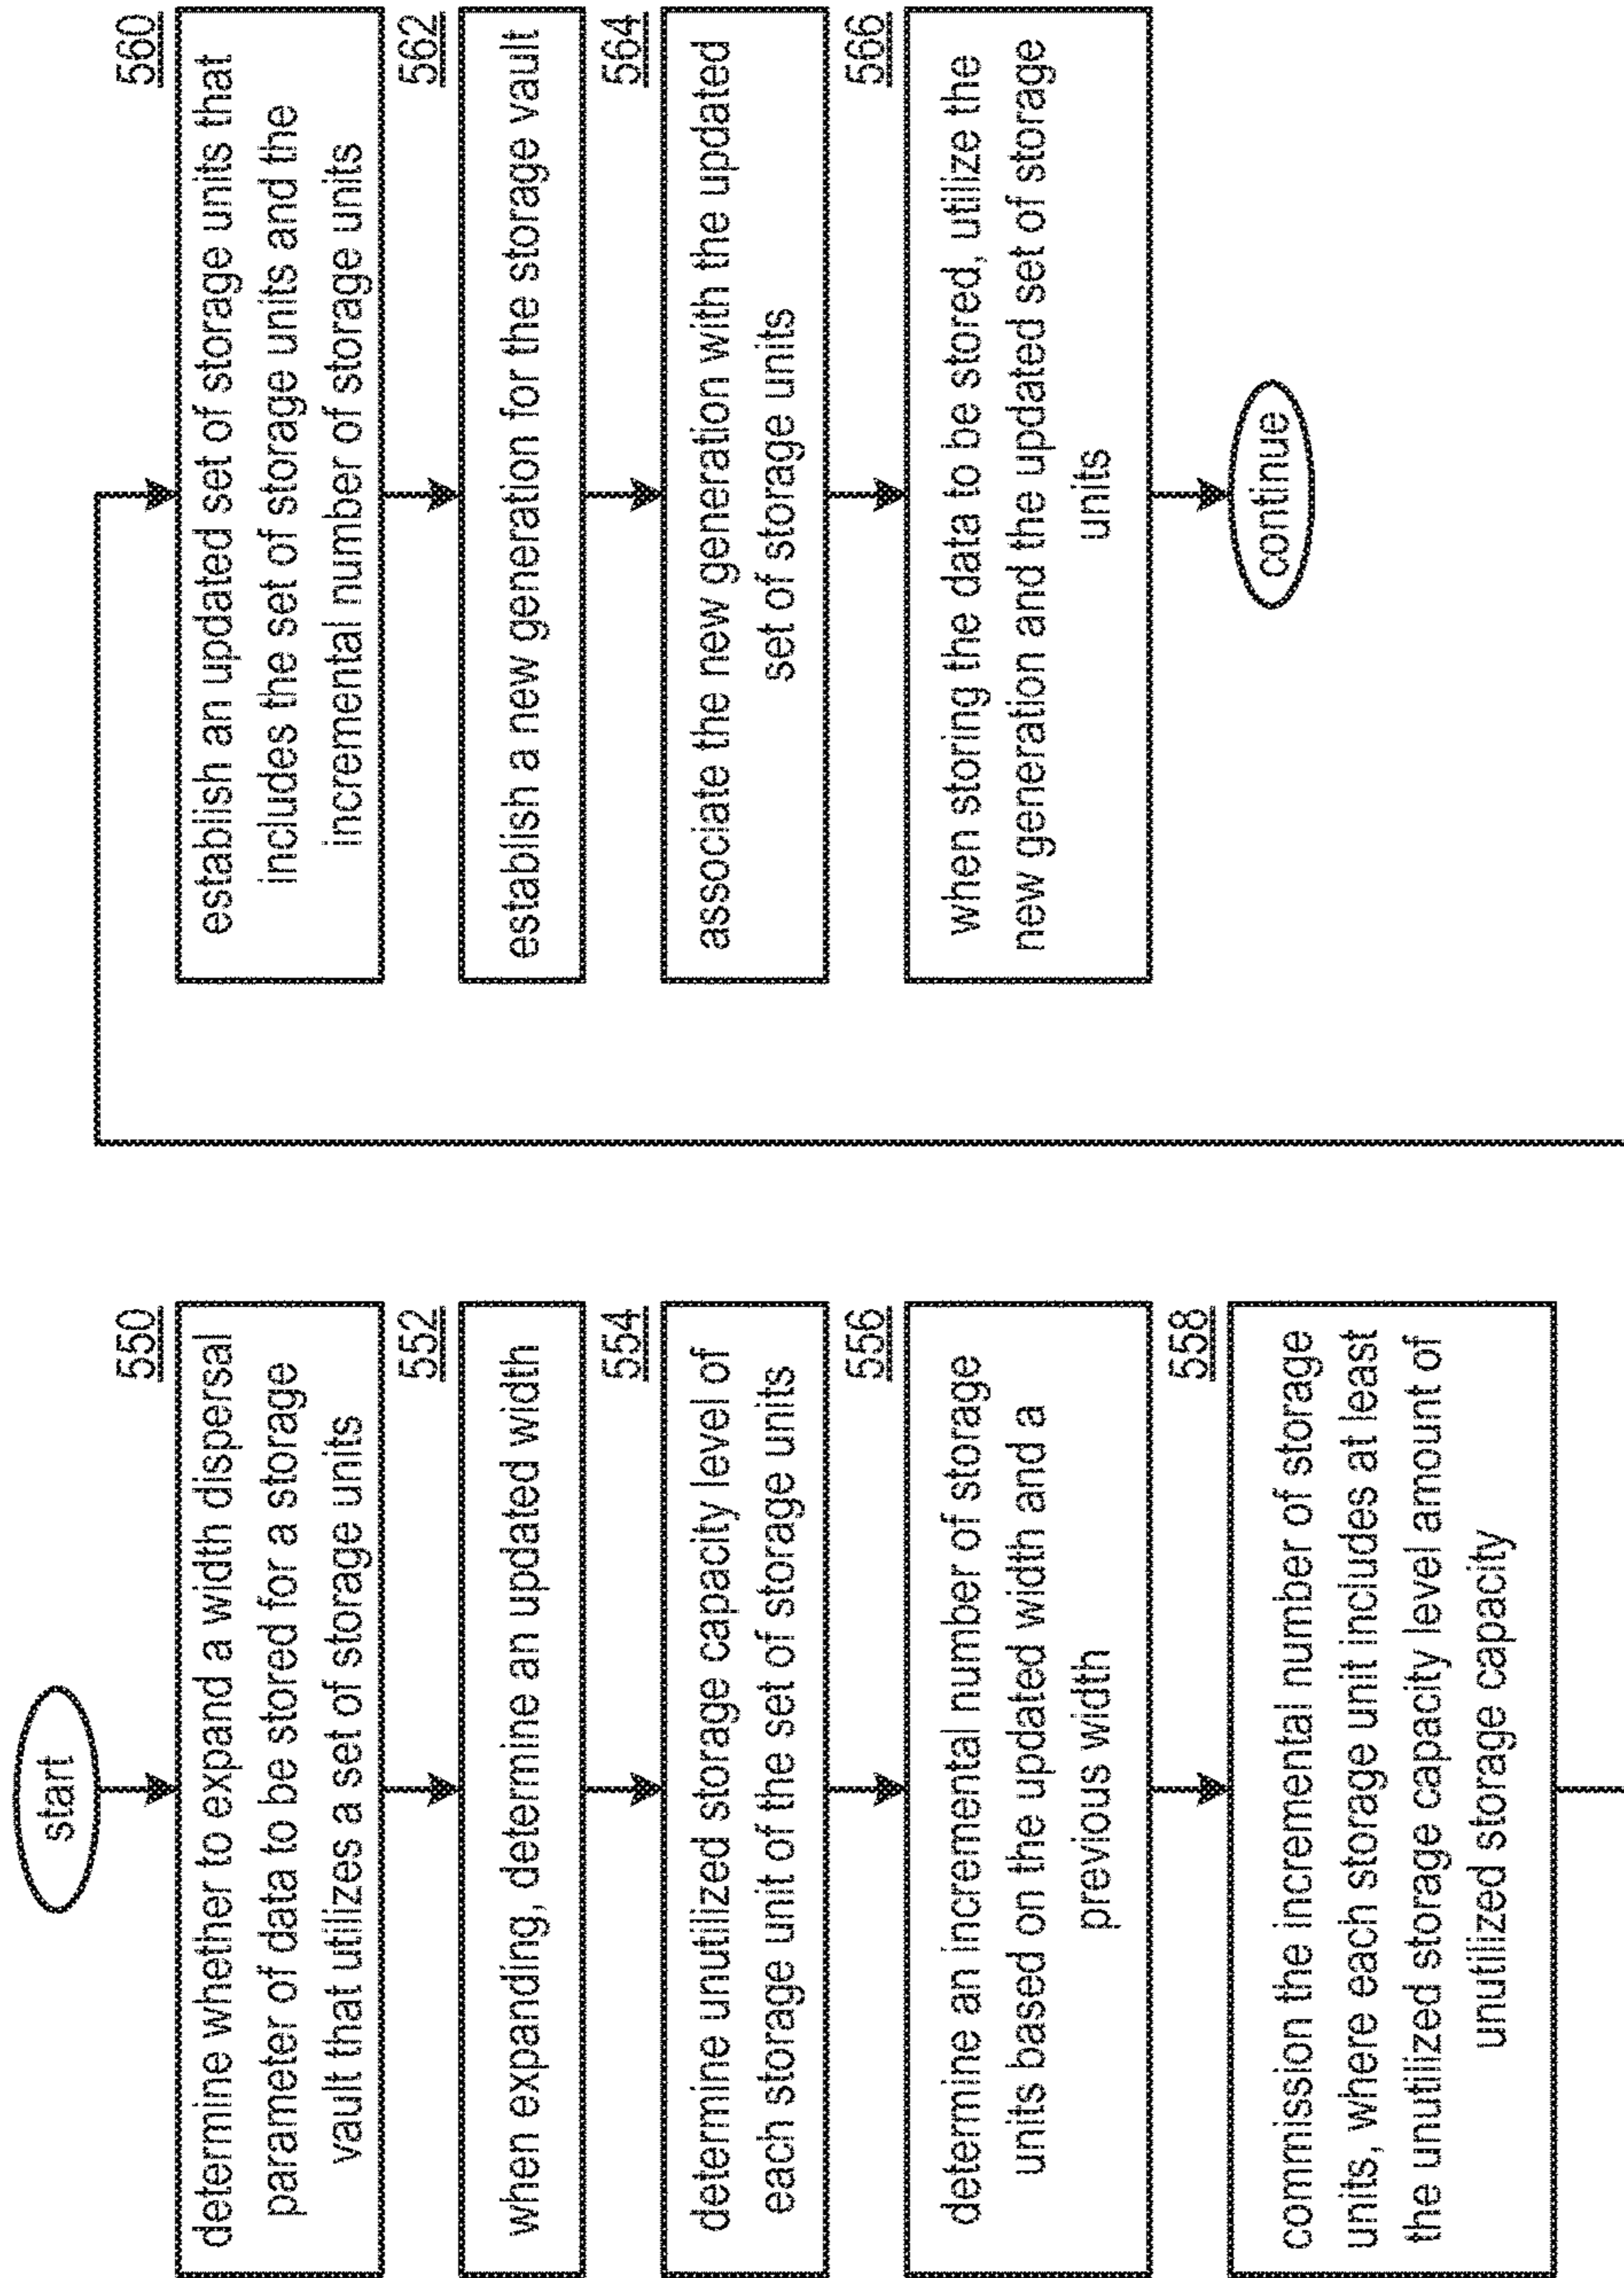 start
550
determine whether to expand a width dispersal
parameter of data to be stored for a storage
vault that utilizes a set of storage units
552
when expanding, determine an updated width
554
determine unutilized storage capacity level of
each storage unit of the set of storage units
556
determine an incremental number of storage
units based on the updated width and a
previous width
558
commission the incremental number of storage
units, where each storage unit includes at least
the unutilized storage capacity level amount of
unutilized storage capacity
560
establish an updated set of storage units that
includes the set of storage units and the
incremental number of storage units
562
establish a new generation for the storage vault
564
associate the new generation with the updated
set of storage units
566
when storing the data to be stored, utilize the
new generation and the updated set of storage
units
continue